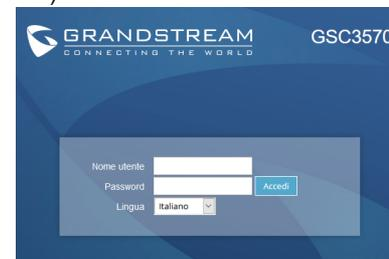 GRANDSTREAM
CONNECTING THE WORLD
GSC3570
Nome utente
Password
Accedi
Lingua
Italiano